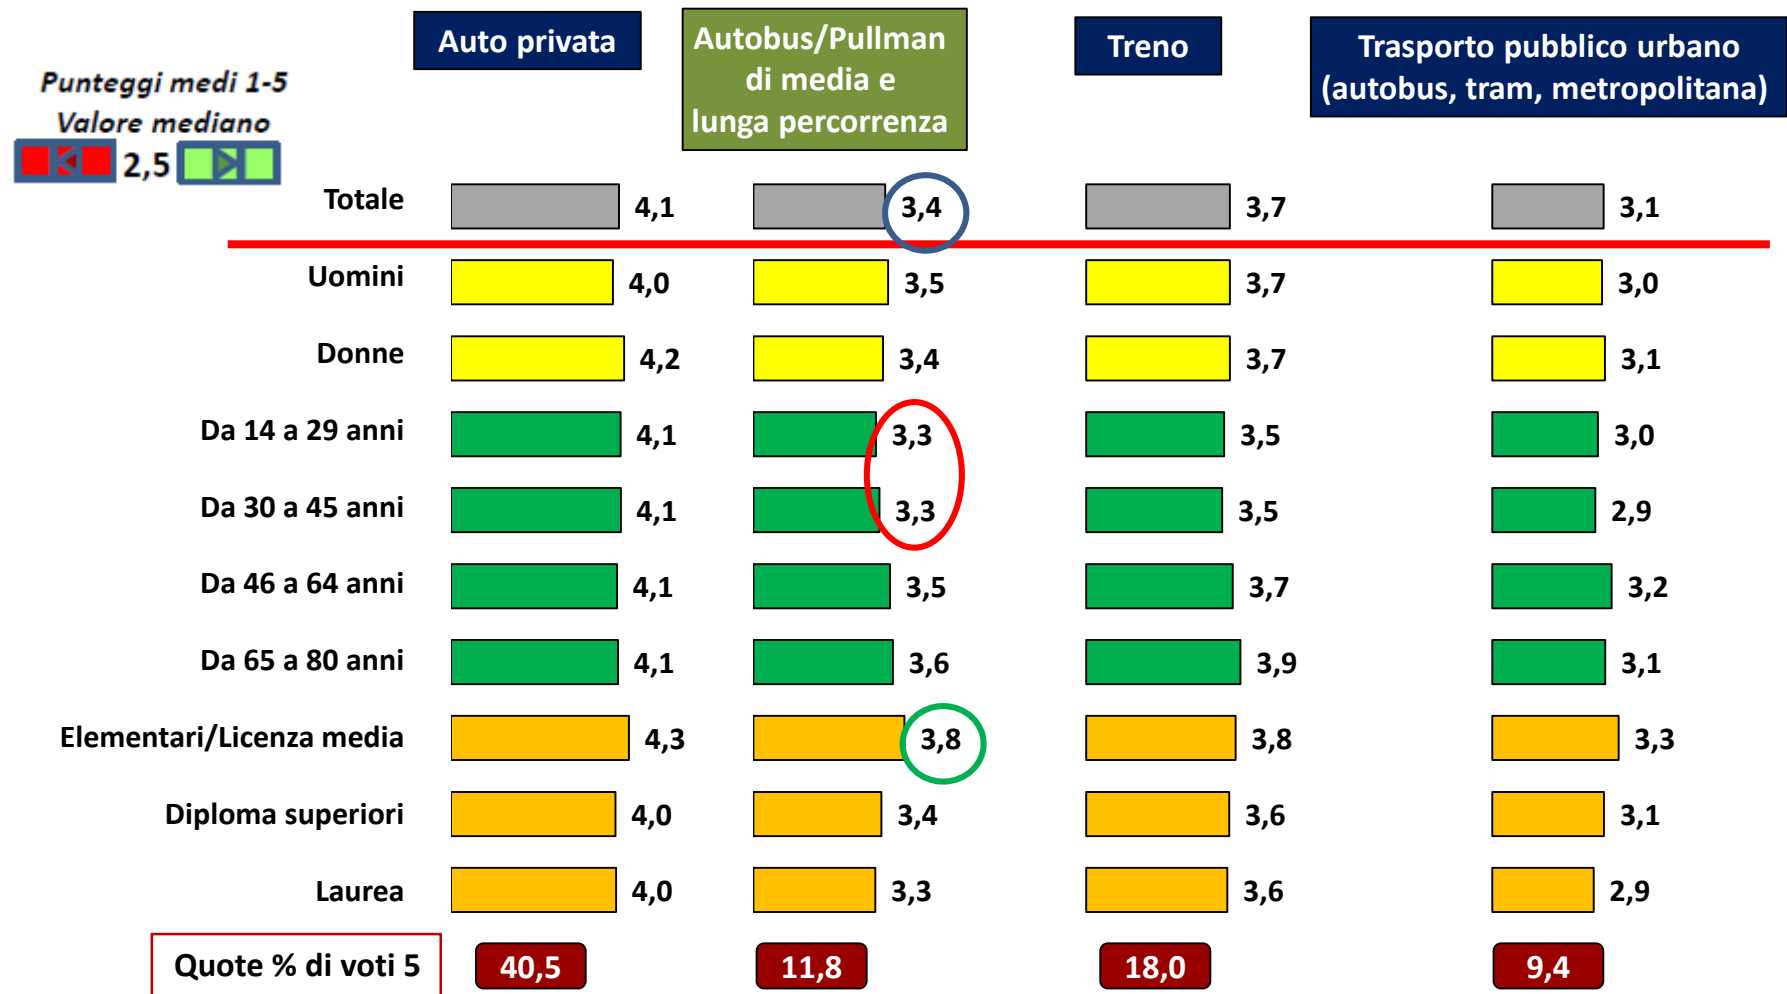 Auto privata
Autobus/Pullman
di media e
lunga percorrenza
Treno
Trasporto pubblico urbano
(autobus, tram, metropolitana)
Punteggi medi 1-5
Valore mediano
2,5
Totale 4,1 3,4 3,7 3,1
Uomini 4,0 3,5 3,7 3,0
Donne 4,2 3,4 3,7 3,1
Da 14 a 29 anni 4,1 3,3 3,5 3,0
Da 30 a 45 anni 4,1 3,3 3,5 2,9
Da 46 a 64 anni 4,1 3,5 3,7 3,2
Da 65 a 80 anni 4,1 3,6 3,9 3,1
Elementari/Licenza media 4,3 3,8 3,8 3,3
Diploma superiori 4,0 3,4 3,6 3,1
Laurea 4,0 3,3 3,6 2,9
Quote % di voti 5 40,5 11,8 18,0 9,4